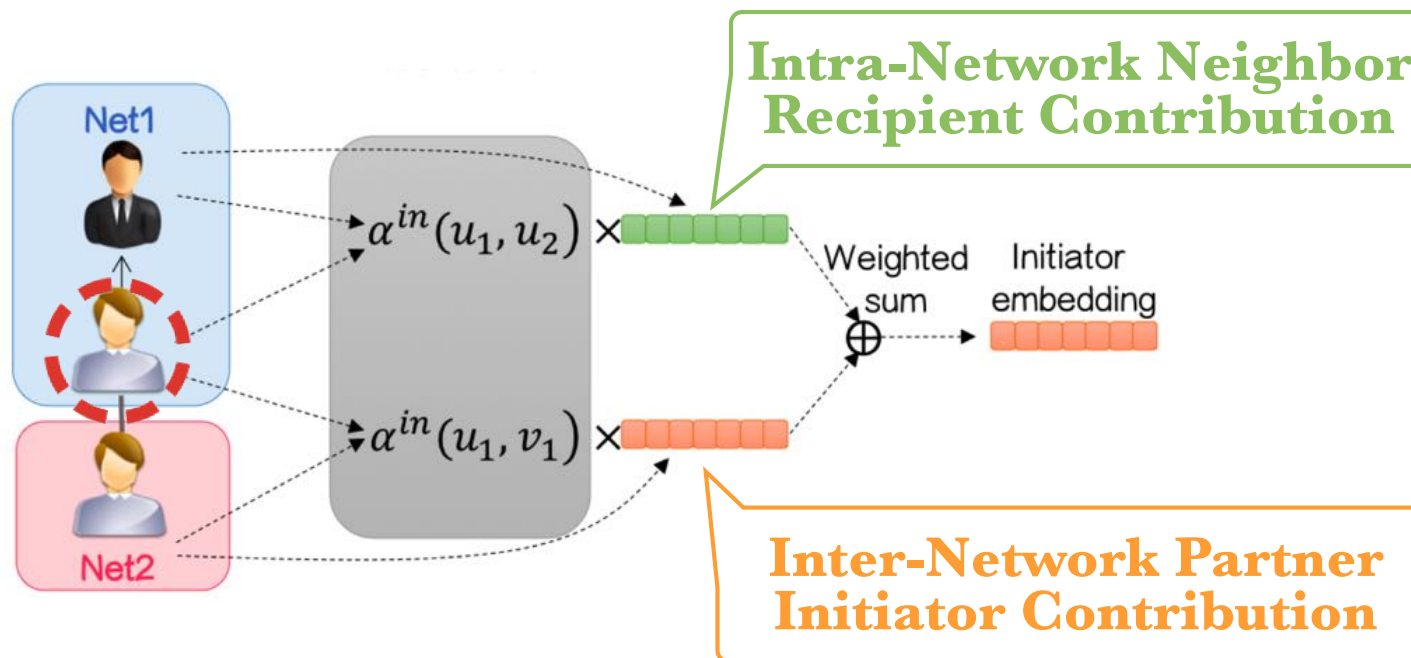 Intra-Network Neighbor
Recipient Contribution
Net1
α^{in}(u_1, u_2) ×
Weighted
sum
Initiator
embedding
⊕
α^{in}(u_1, v_1) ×
Net2
Inter-Network Partner
Initiator Contribution